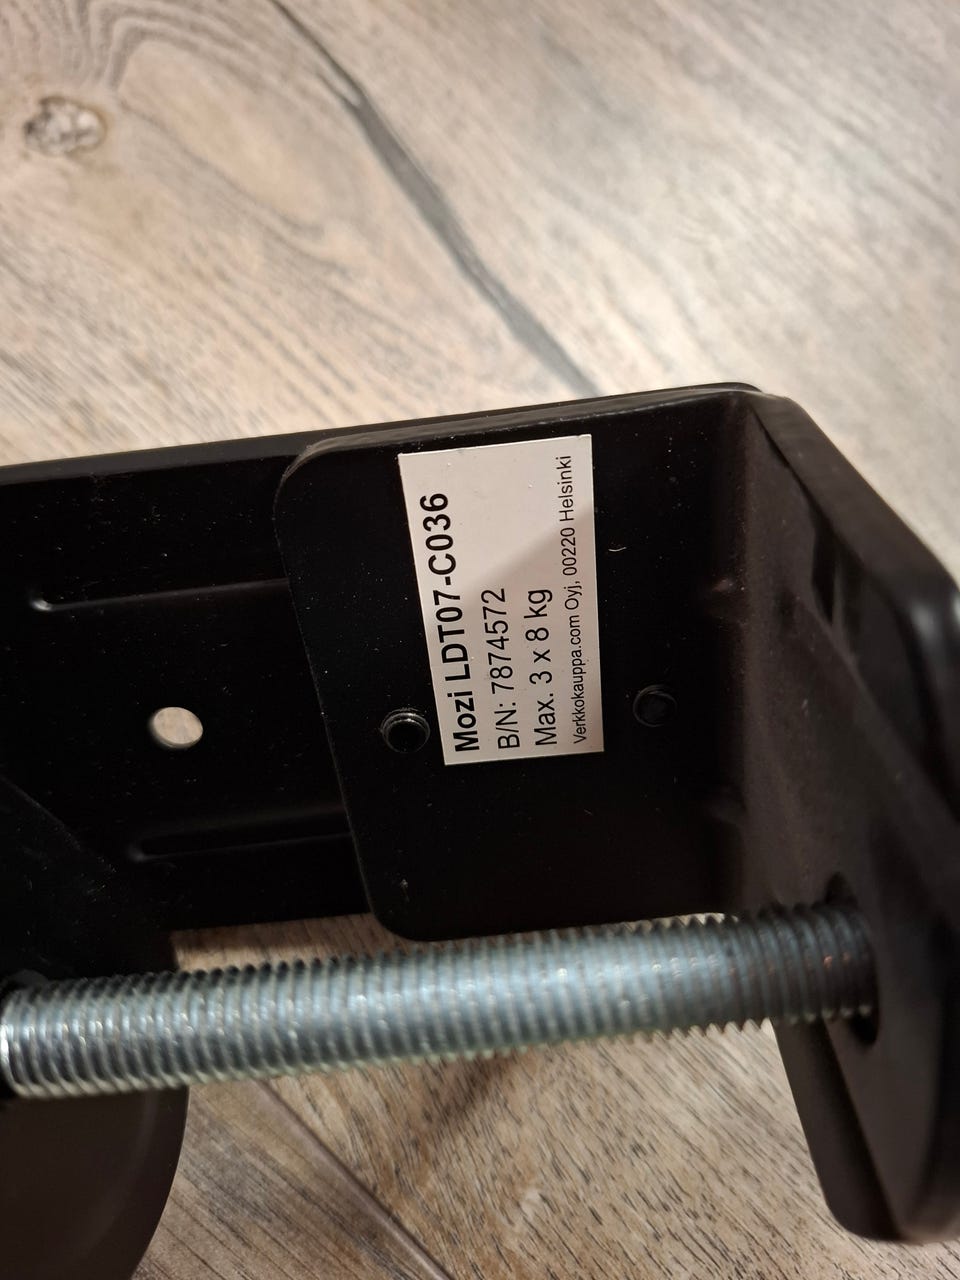 Mozi LDT07-C036
B/N: 7874572
Max. 3 x 8 kg
Verkkokauppa.com Oyj, 00220 Helsinki